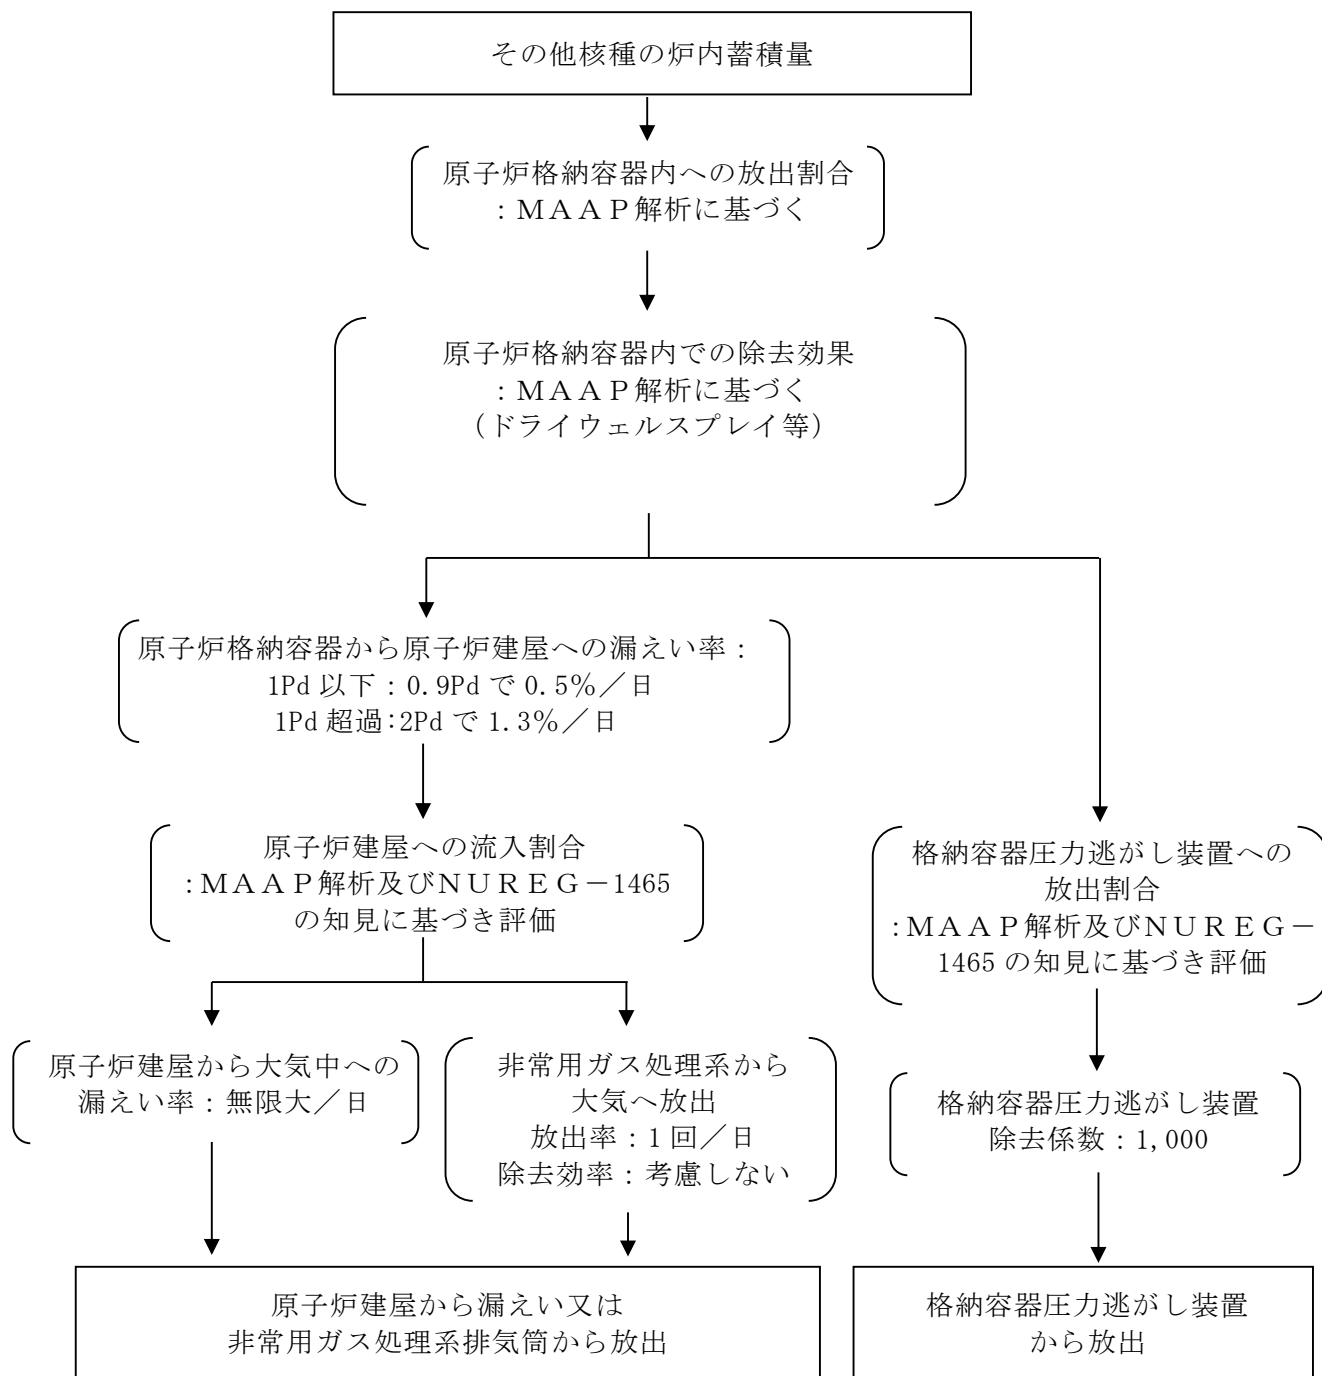 その他核種の炉内蓄積量
原子炉格納容器内への放出割合
：ＭＡＡＰ解析に基づく
原子炉格納容器内での除去効果
：ＭＡＡＰ解析に基づく
（ドライウェルスプレイ等）
原子炉格納容器から原子炉建屋への漏えい率：
1Pd 以下：0.9Pd で 0.5％／日
1Pd 超過：2Pd で 1.3％／日
原子炉建屋への流入割合
：ＭＡＡＰ解析及びＮＵＲＥＧ－1465
の知見に基づき評価
格納容器圧力逃がし装置への
放出割合
：ＭＡＡＰ解析及びＮＵＲＥＧ－
1465 の知見に基づき評価
原子炉建屋から大気中への
漏えい率：無限大／日
非常用ガス処理系から
大気へ放出
放出率：1 回／日
除去効率：考慮しない
格納容器圧力逃がし装置
除去係数：1,000
原子炉建屋から漏えい又は
非常用ガス処理系排気筒から放出
格納容器圧力逃がし装置
から放出